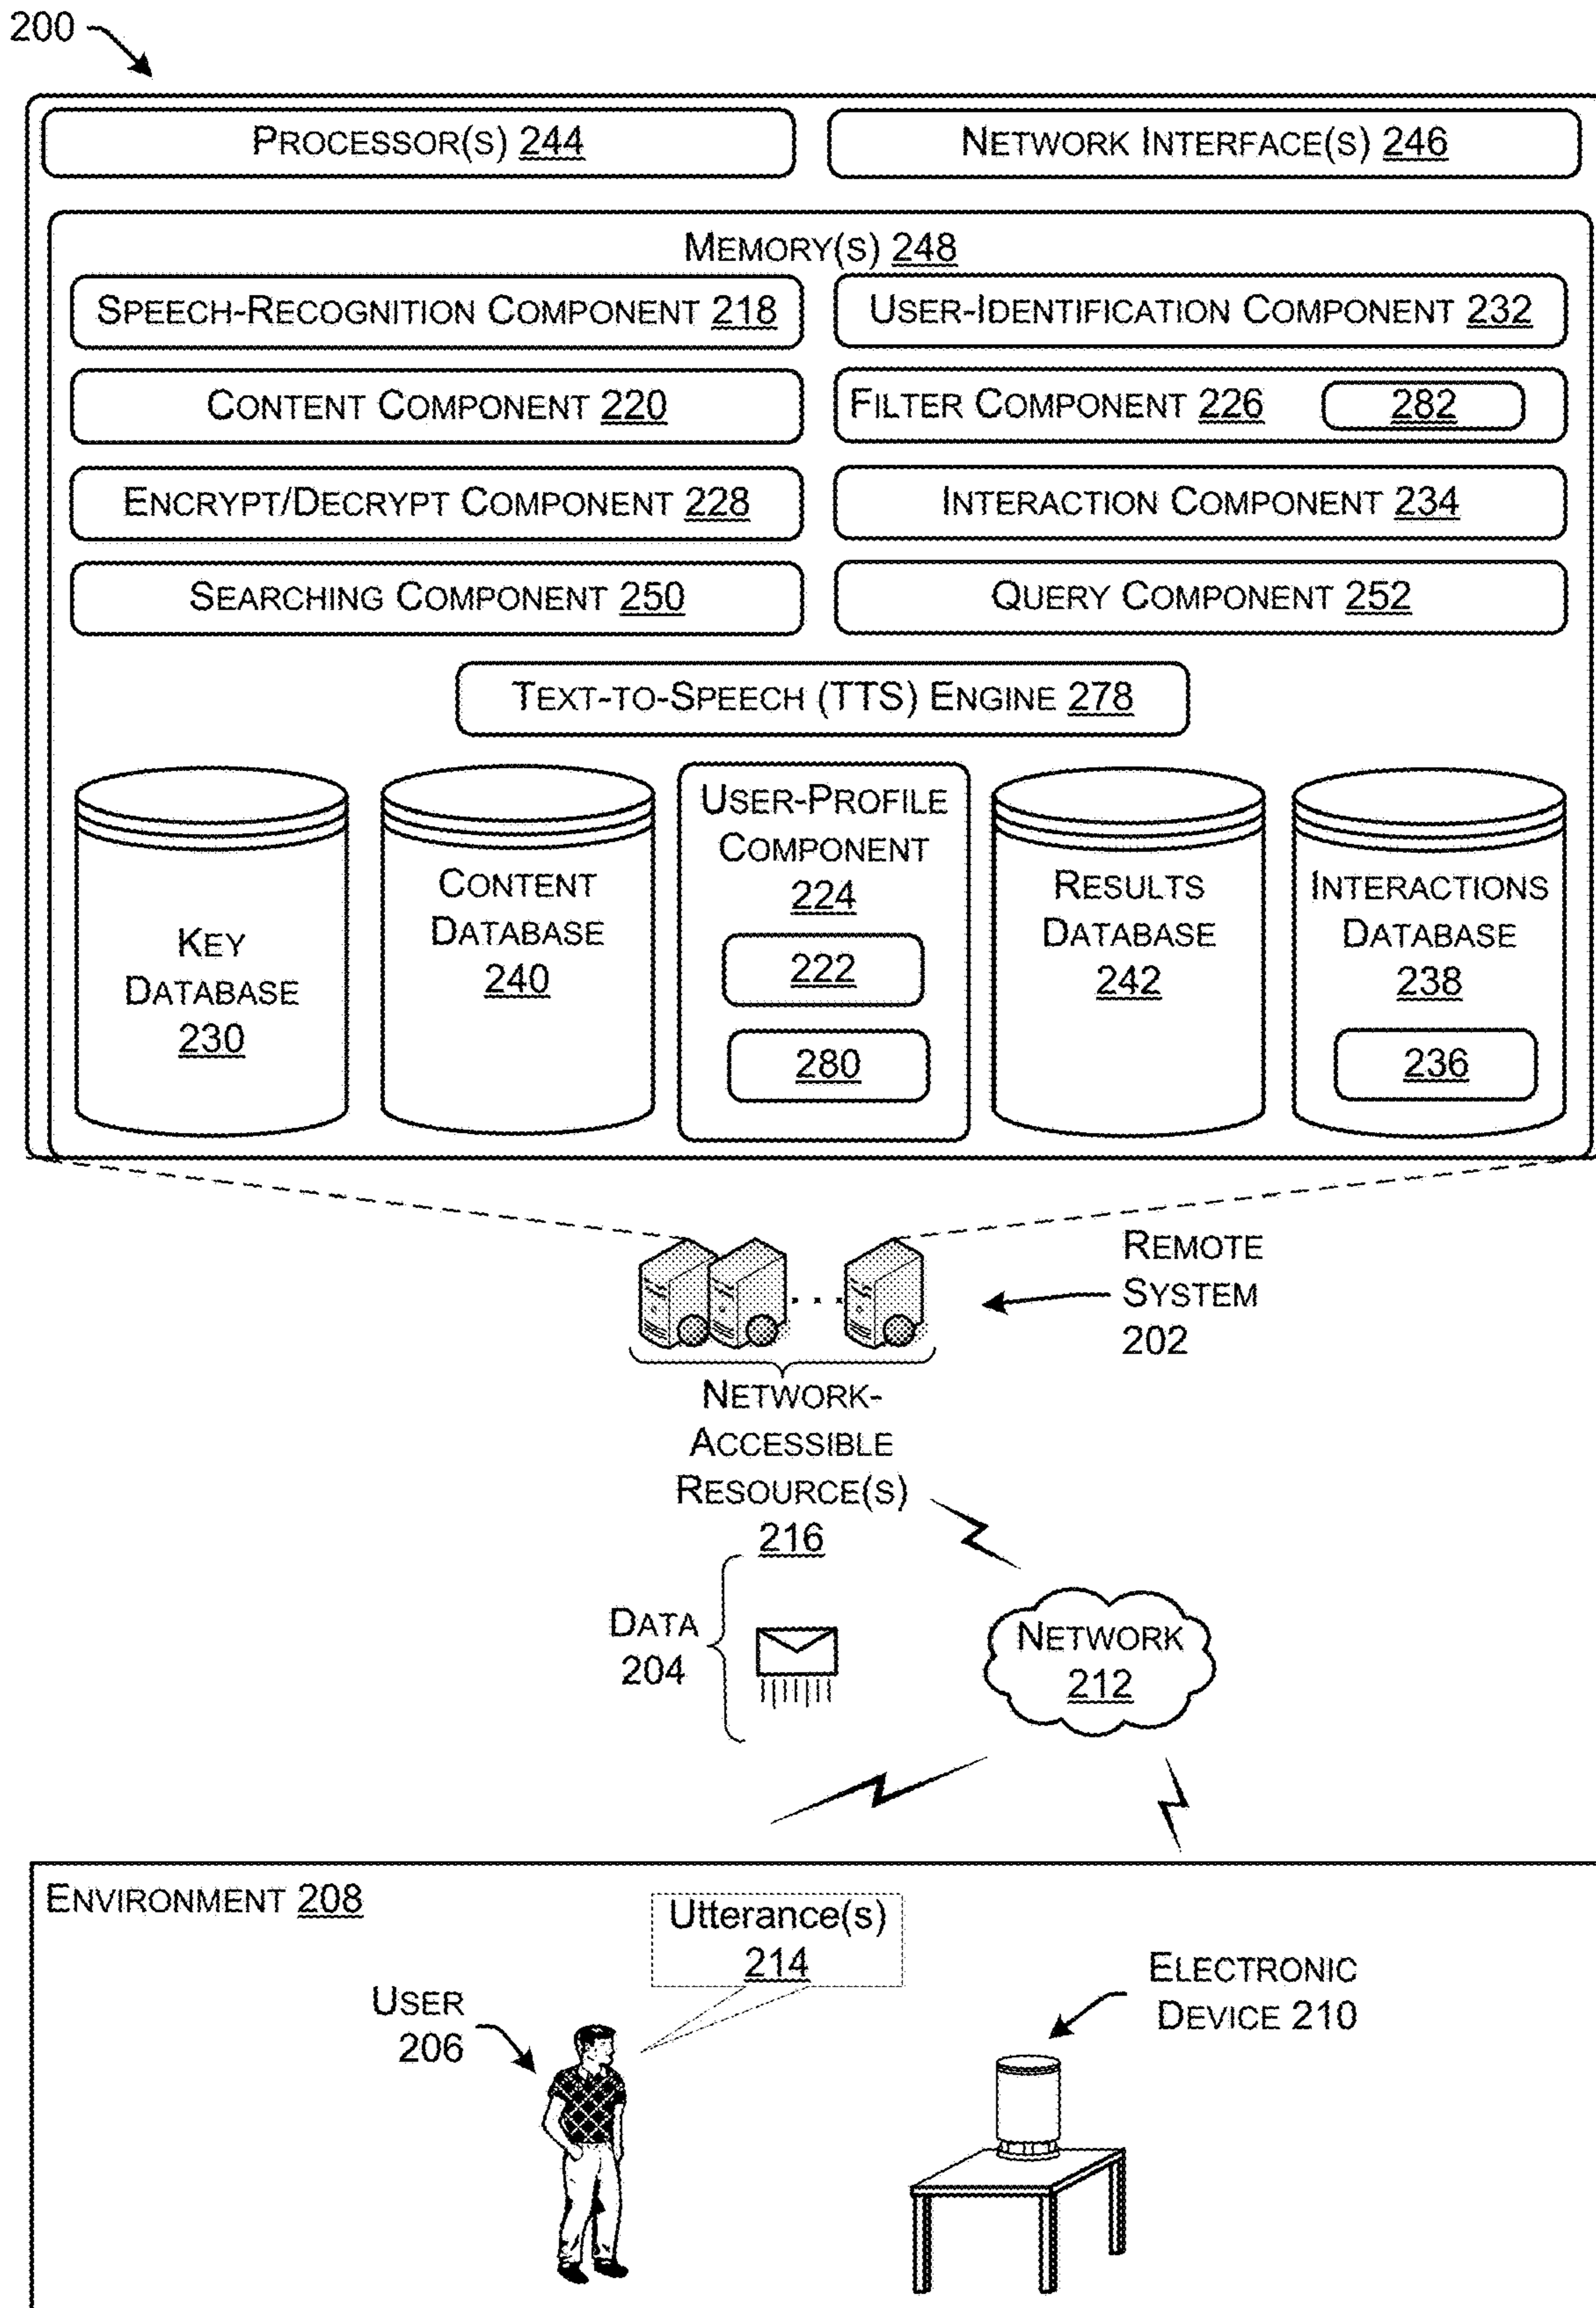 200
PROCESSOR(S) 244
NETWORK INTERFACE(S) 246
MEMORY(S) 248
SPEECH-RECOGNITION COMPONENT 218
USER-IDENTIFICATION COMPONENT 232
CONTENT COMPONENT 220
FILTER COMPONENT 226
282
ENCRYPT/DECRYPT COMPONENT 228
INTERACTION COMPONENT 234
SEARCHING COMPONENT 250
QUERY COMPONENT 252
TEXT-TO-SPEECH (TTS) ENGINE 278
KEY
DATABASE
230
CONTENT
DATABASE
240
USER-PROFILE
COMPONENT
224
222
280
RESULTS
DATABASE
242
INTERACTIONS
DATABASE
238
236
REMOTE
SYSTEM
202
NETWORK-
ACCESSIBLE
RESOURCE(S)
216
DATA
204
NETWORK
212
ENVIRONMENT 208
Utterance(s)
214
USER
206
ELECTRONIC
DEVICE 210